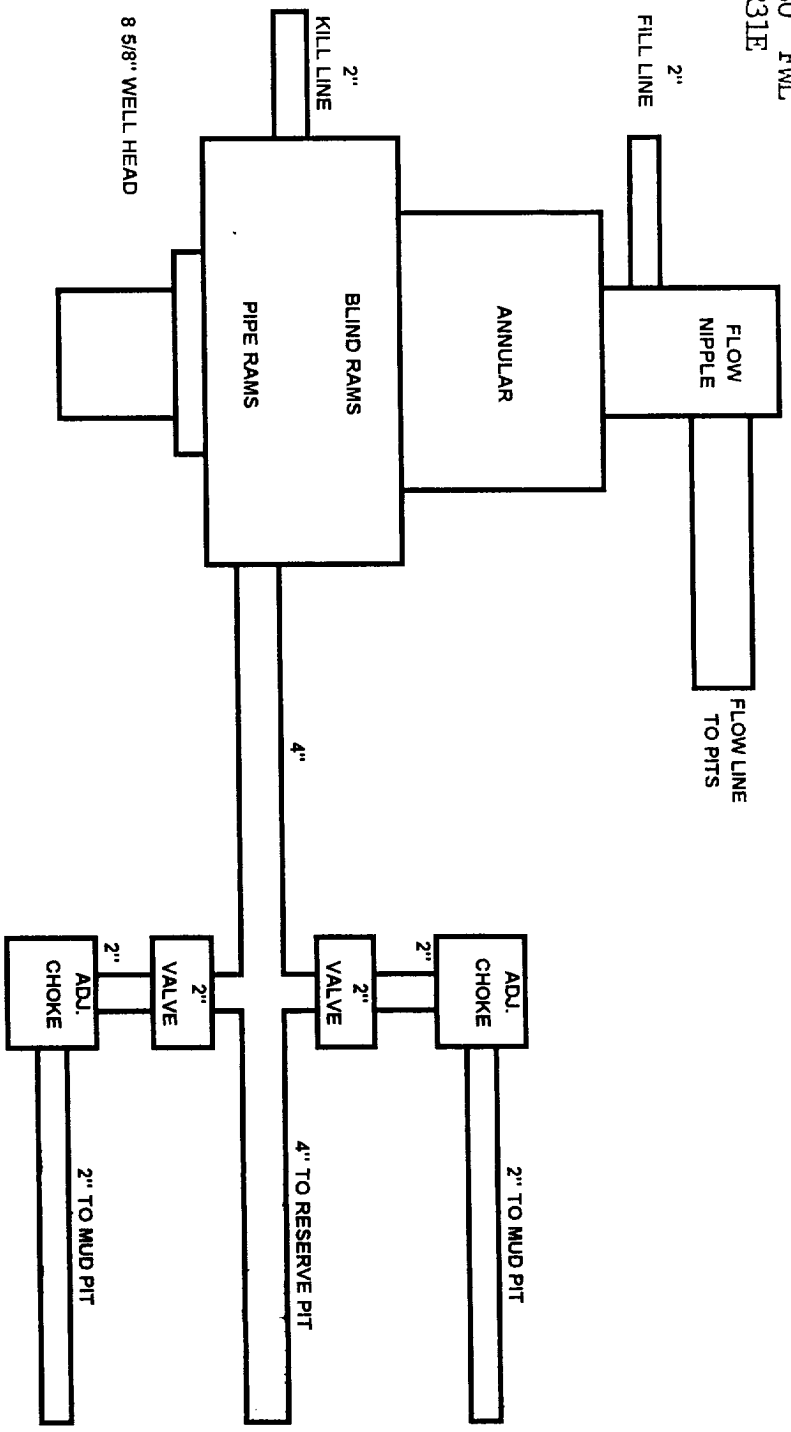 FWL
2"
FILL LINE
FLOW
NIPPLE
FLOW LINE
TO PITS
ANNULAR
BLIND RAMS
PIPE RAMS
2"
KILL LINE
8 5/8" WELL HEAD
4"
ADJ.
CHOKE
2"
2"
VALVE
2" TO MUD PIT
4" TO RESERVE PIT
2"
VALVE
2"
ADJ.
CHOKE
2" TO MUD PIT